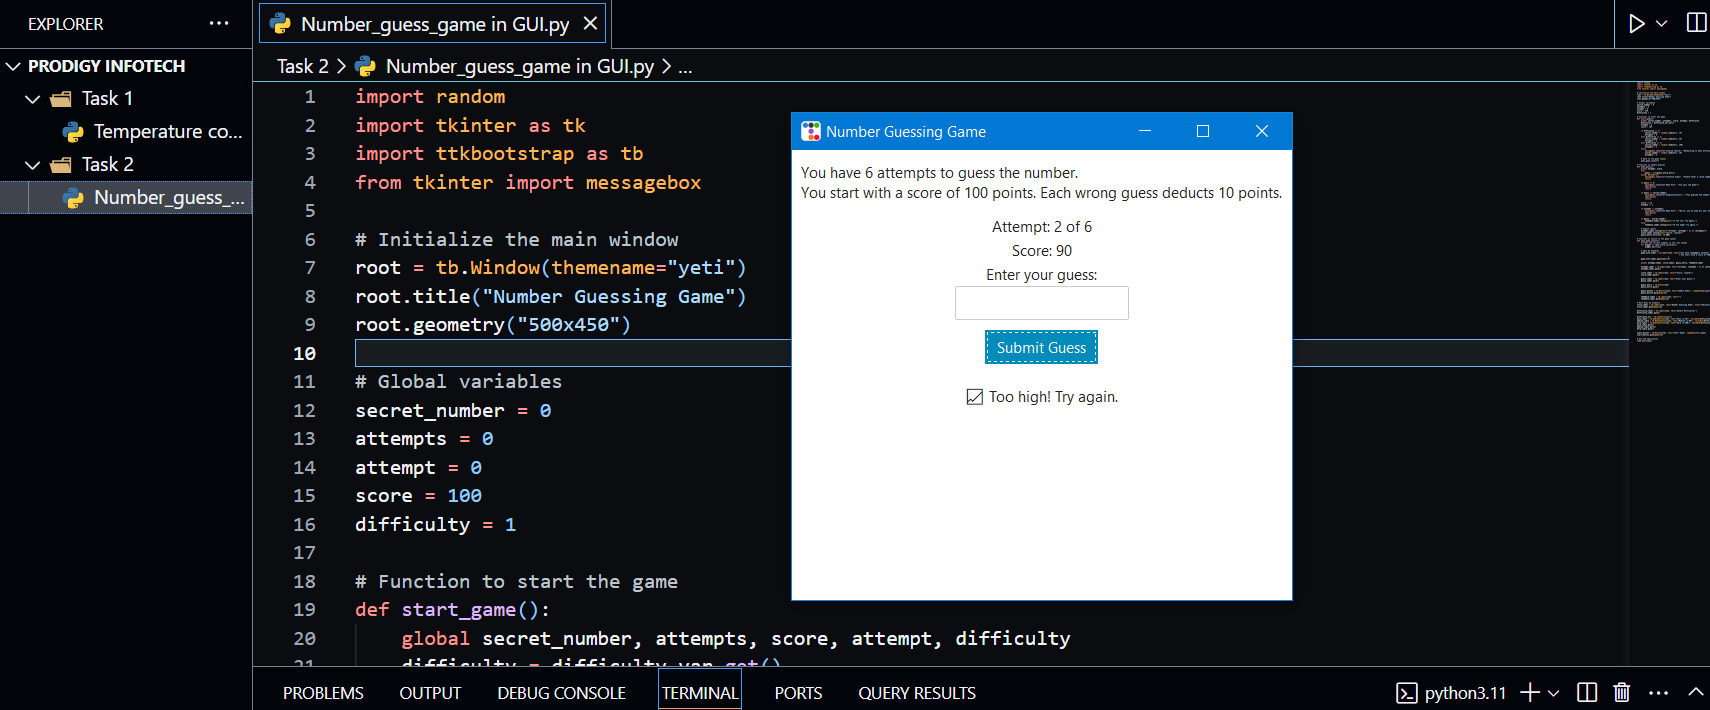 EXPLORER
PRODIGY INFOTECH
Task 1
Temperature co...
Task 2
Number_guess_...
Number_guess_game in GUI.py
Task 2 > Number_guess_game in GUI.py > ...
1 import random
2 import tkinter as tk
3 import ttkbootstrap as tb
4 from tkinter import messagebox
5
6 # Initialize the main window
7 root = tb.Window(themename="yeti")
8 root.title("Number Guessing Game")
9 root.geometry("500x450")
10
11 # Global variables
12 secret_number = 0
13 attempts = 0
14 attempt = 0
15 score = 100
16 difficulty = 1
17
18 # Function to start the game
19 def start_game():
20 global secret_number, attempts, score, attempt, difficulty
21 difficulty = difficulty_var.get()
Number Guessing Game
You have 6 attempts to guess the number.
You start with a score of 100 points. Each wrong guess deducts 10 points.
Attempt: 2 of 6
Score: 90
Enter your guess:
Submit Guess
Too high! Try again.
PROBLEMS
OUTPUT
DEBUG CONSOLE
TERMINAL
PORTS
QUERY RESULTS
python3.11